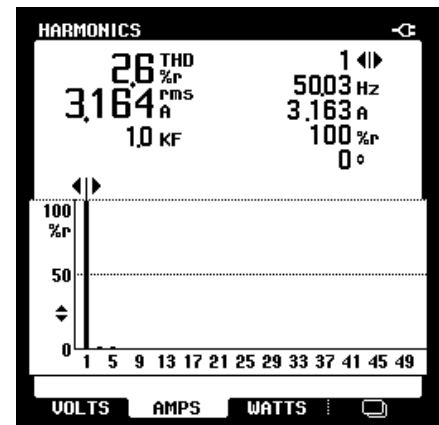 HARMONICS
2,6 THD %r
3,164 rms A
1,0 KF
1
50,03 Hz
3,163 A
100 %r
0 °
100
%r
50
0
1 5 9 13 17 21 25 29 33 37 41 45 49
VOLTS AMPS WATTS